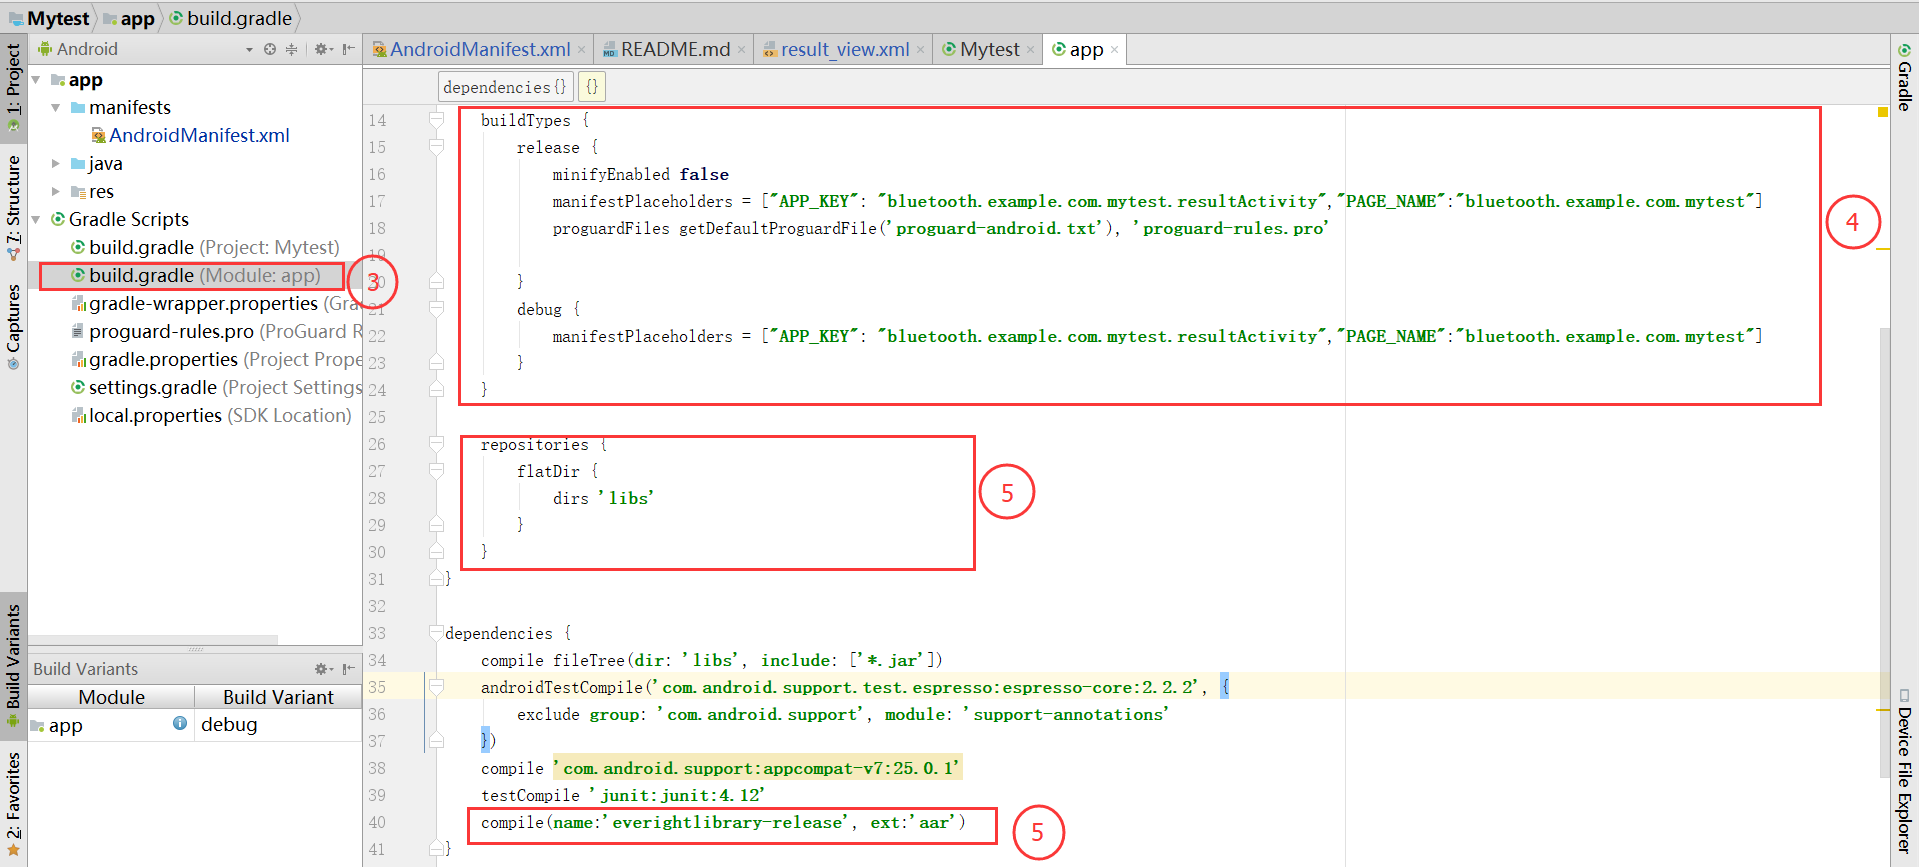 Mytest app build.gradle
1: Project
7: Structure
Captures
Build Variants
2: Favorites
Android
app
manifests
AndroidManifest.xml
java
res
Gradle Scripts
build.gradle (Project: Mytest)
build.gradle (Module: app)
3
gradle-wrapper.properties (Gra
proguard-rules.pro (ProGuard R
gradle.properties (Project Prope
settings.gradle (Project Settings
local.properties (SDK Location)
Build Variants
Module Build Variant
app debug
AndroidManifest.xml README.md result_view.xml Mytest app
dependencies{} {}
14 buildTypes {
15 release {
16 minifyEnabled false
17 manifestPlaceholders = ["APP_KEY": "bluetooth.example.com.mytest.resultActivity","PAGE_NAME":"bluetooth.example.com.mytest"]
18 proguardFiles getDefaultProguardFile('proguard-android.txt'), 'proguard-rules.pro'
19
20 }
21 debug {
22 manifestPlaceholders = ["APP_KEY": "bluetooth.example.com.mytest.resultActivity","PAGE_NAME":"bluetooth.example.com.mytest"]
23 }
24 }
4
25
26 repositories {
27 flatDir {
28 dirs 'libs'
29 }
30 }
5
31 }
32
33 dependencies {
34 compile fileTree(dir: 'libs', include: ['*.jar'])
35 androidTestCompile('com.android.support.test.espresso:espresso-core:2.2.2', {
36 exclude group: 'com.android.support', module: 'support-annotations'
37 })
38 compile 'com.android.support:appcompat-v7:25.0.1'
39 testCompile 'junit:junit:4.12'
40 compile(name:'everightlibrary-release', ext:'aar')
5
41 }
Gradle
Device File Explorer